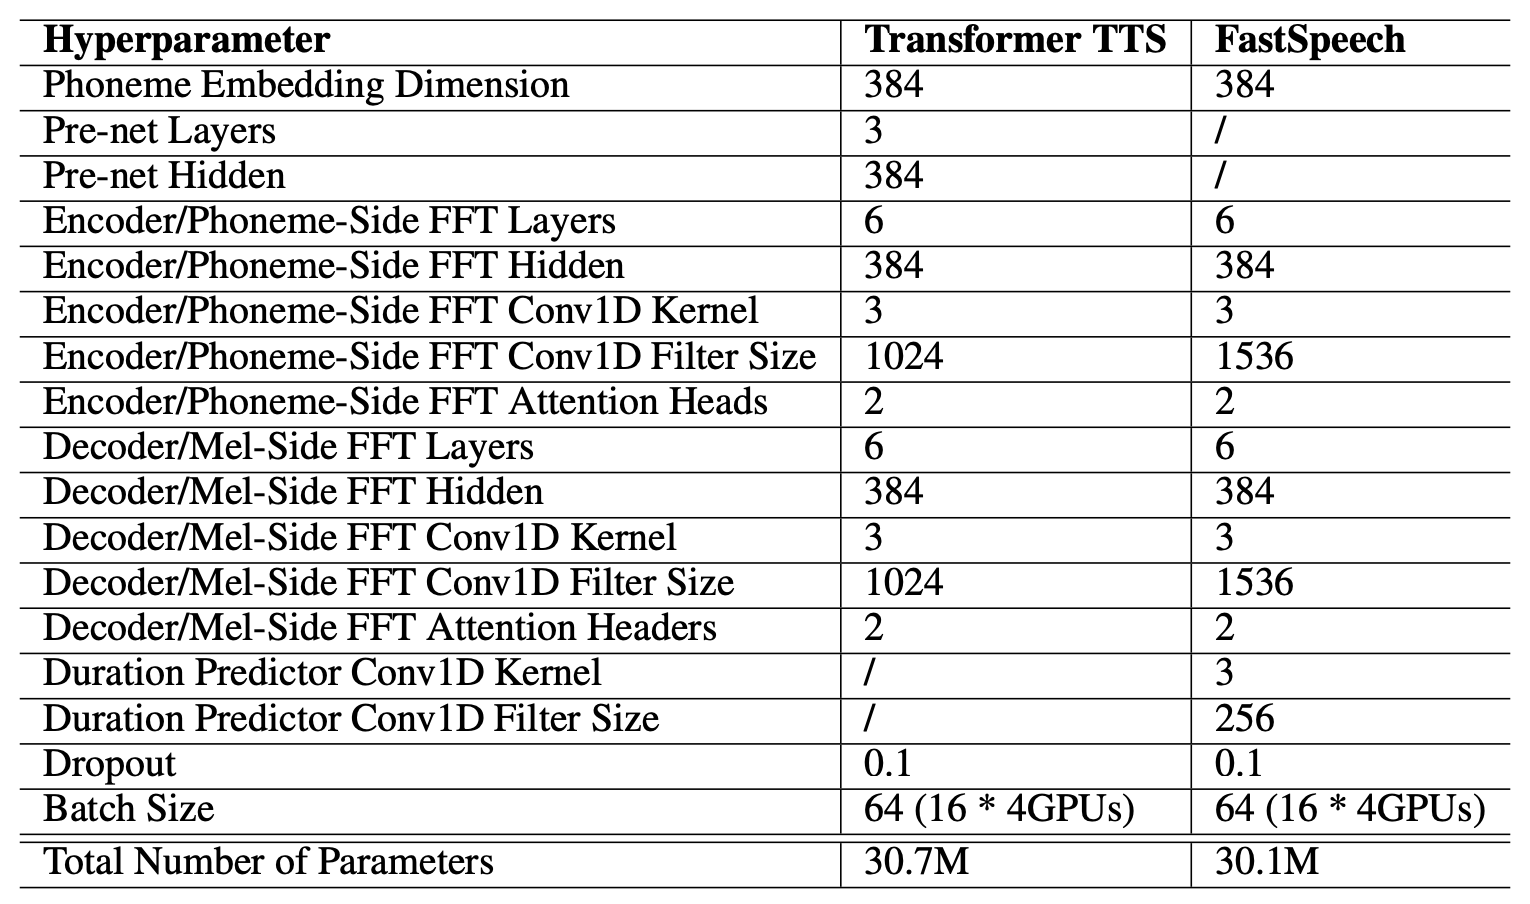 Hyperparameter Transformer TTS FastSpeech
Phoneme Embedding Dimension 384 384
Pre-net Layers 3 /
Pre-net Hidden 384 /
Encoder/Phoneme-Side FFT Layers 6 6
Encoder/Phoneme-Side FFT Hidden 384 384
Encoder/Phoneme-Side FFT Conv1D Kernel 3 3
Encoder/Phoneme-Side FFT Conv1D Filter Size 1024 1536
Encoder/Phoneme-Side FFT Attention Heads 2 2
Decoder/Mel-Side FFT Layers 6 6
Decoder/Mel-Side FFT Hidden 384 384
Decoder/Mel-Side FFT Conv1D Kernel 3 3
Decoder/Mel-Side FFT Conv1D Filter Size 1024 1536
Decoder/Mel-Side FFT Attention Headers 2 2
Duration Predictor Conv1D Kernel / 3
Duration Predictor Conv1D Filter Size / 256
Dropout 0.1 0.1
Batch Size 64 (16 * 4GPUs) 64 (16 * 4GPUs)
Total Number of Parameters 30.7M 30.1M